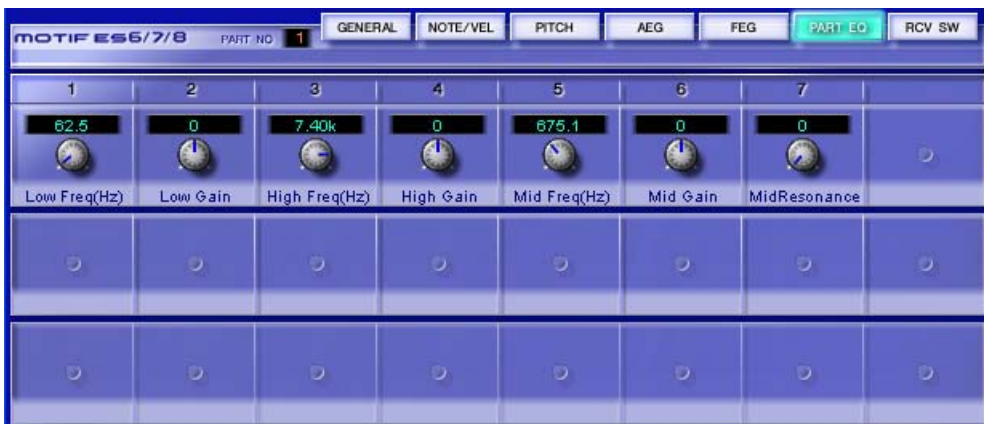 MOTIF ES6/7/8 PART NO 1 GENERAL NOTE/VEL PITCH AEG FEG PART EQ RCV SW
1 2 3 4 5 6 7
62.5 0 7.40k 0 675.1 0 0
Low Freq(Hz) Low Gain High Freq(Hz) High Gain Mid Freq(Hz) Mid Gain MidResonance